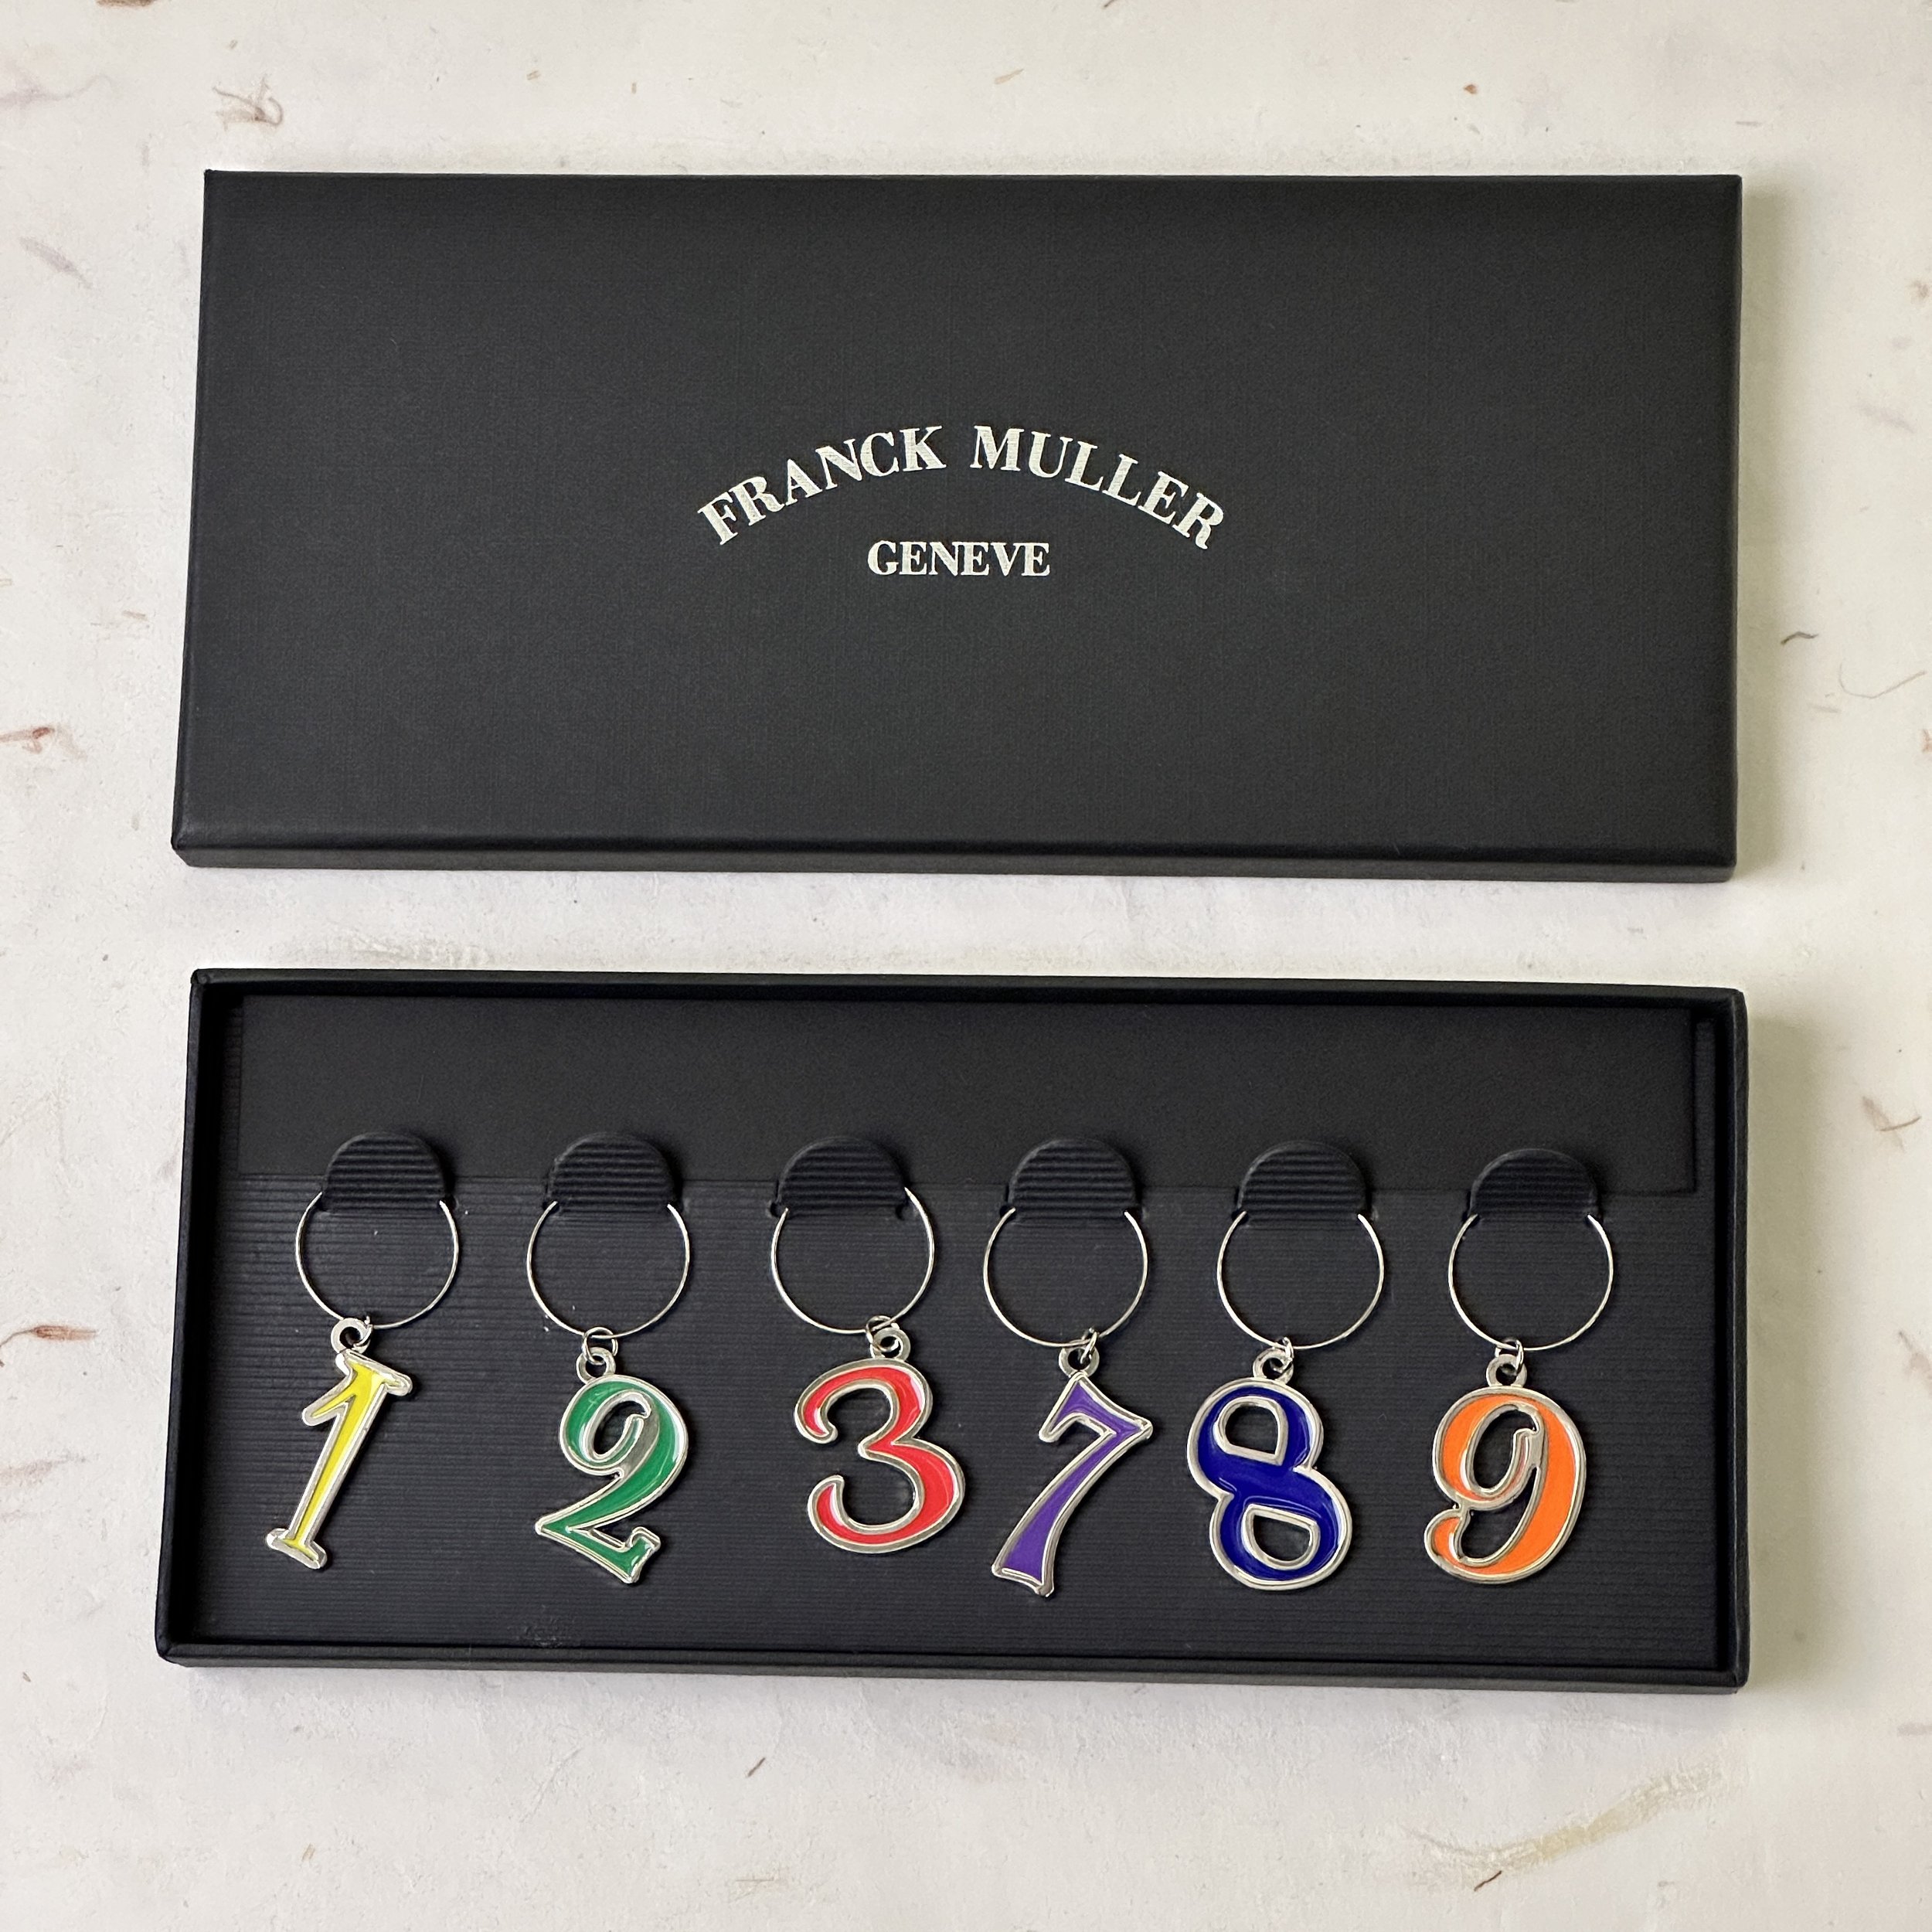 FRANCK MULLER
GENEVE
1 2 3 7 8 9